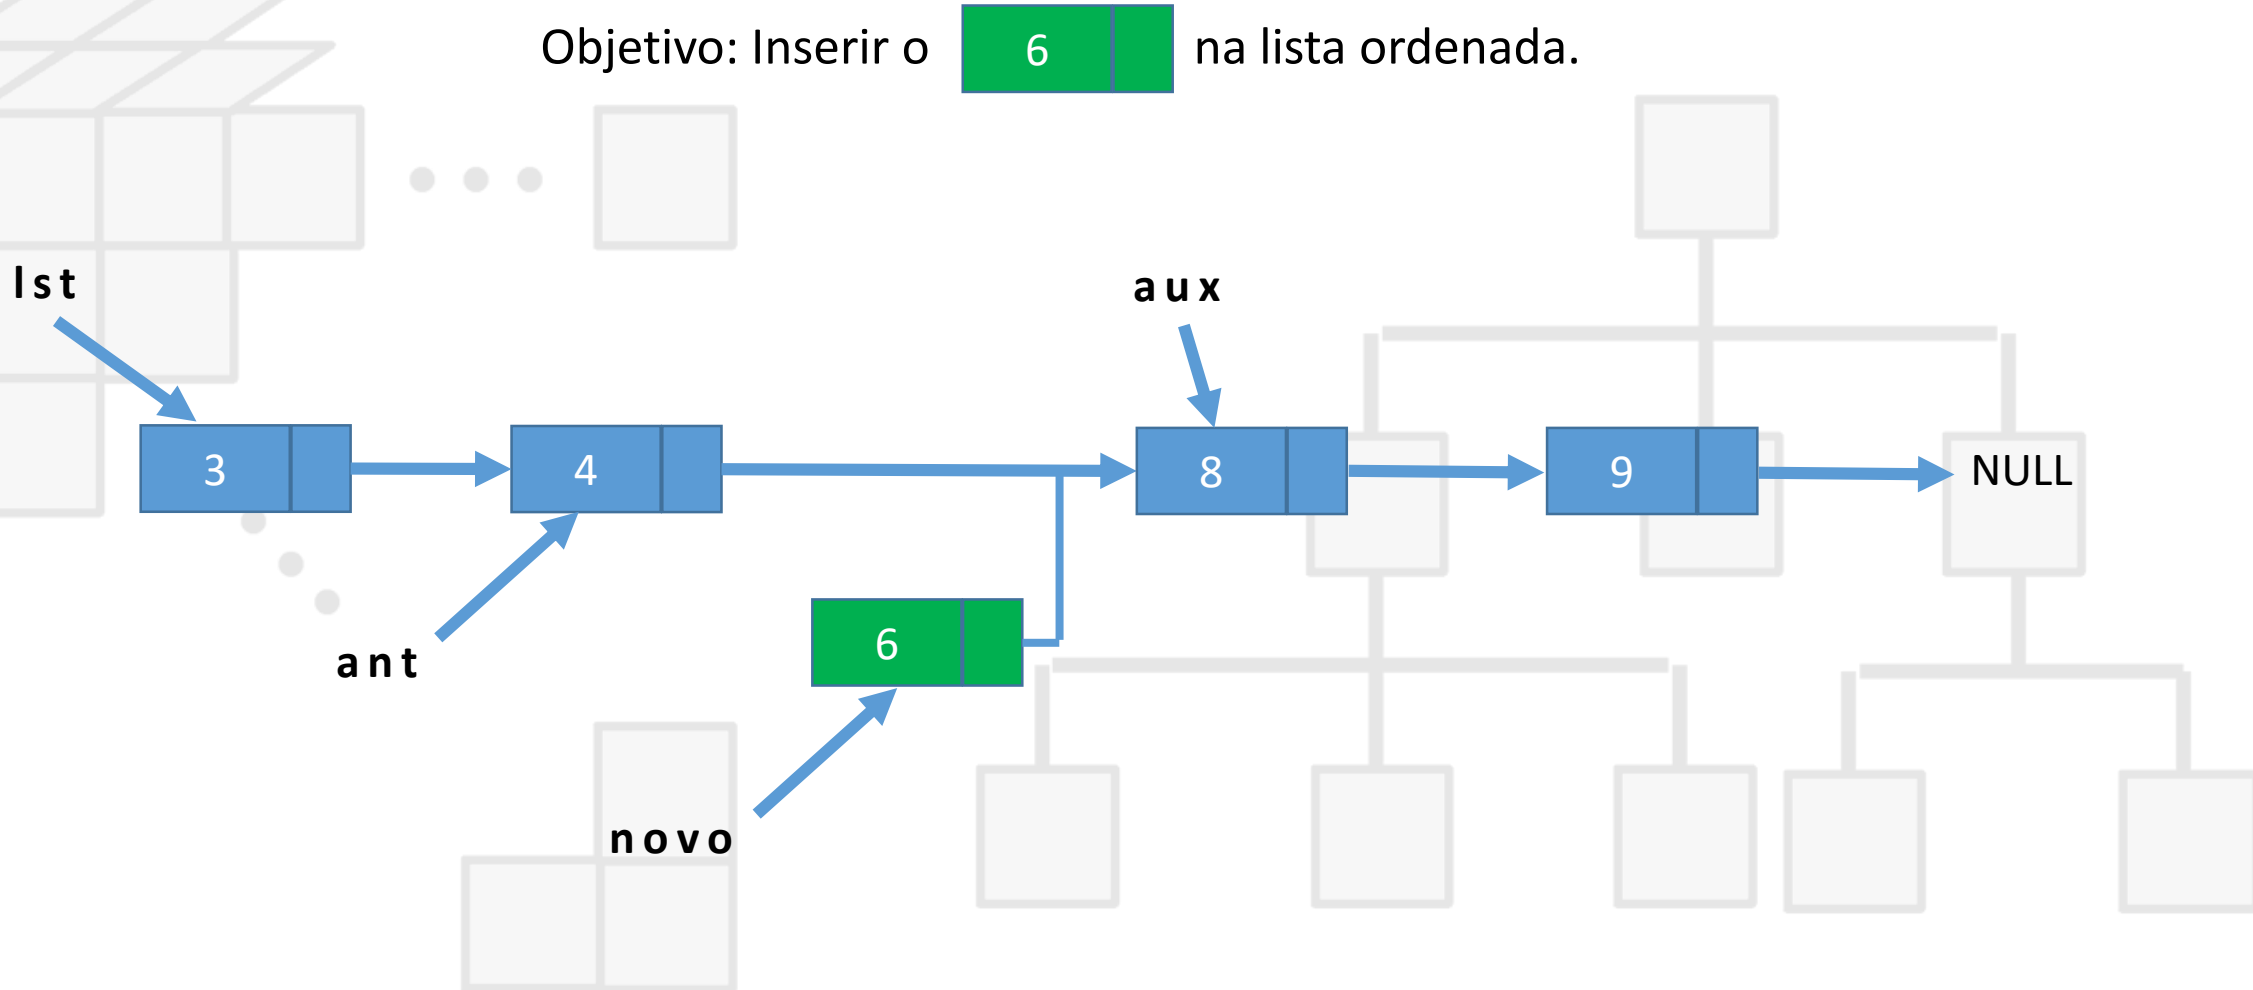 Objetivo: Inserir o 6 na lista ordenada.
lst
aux
3 4 8 9 NULL
6
ant
novo